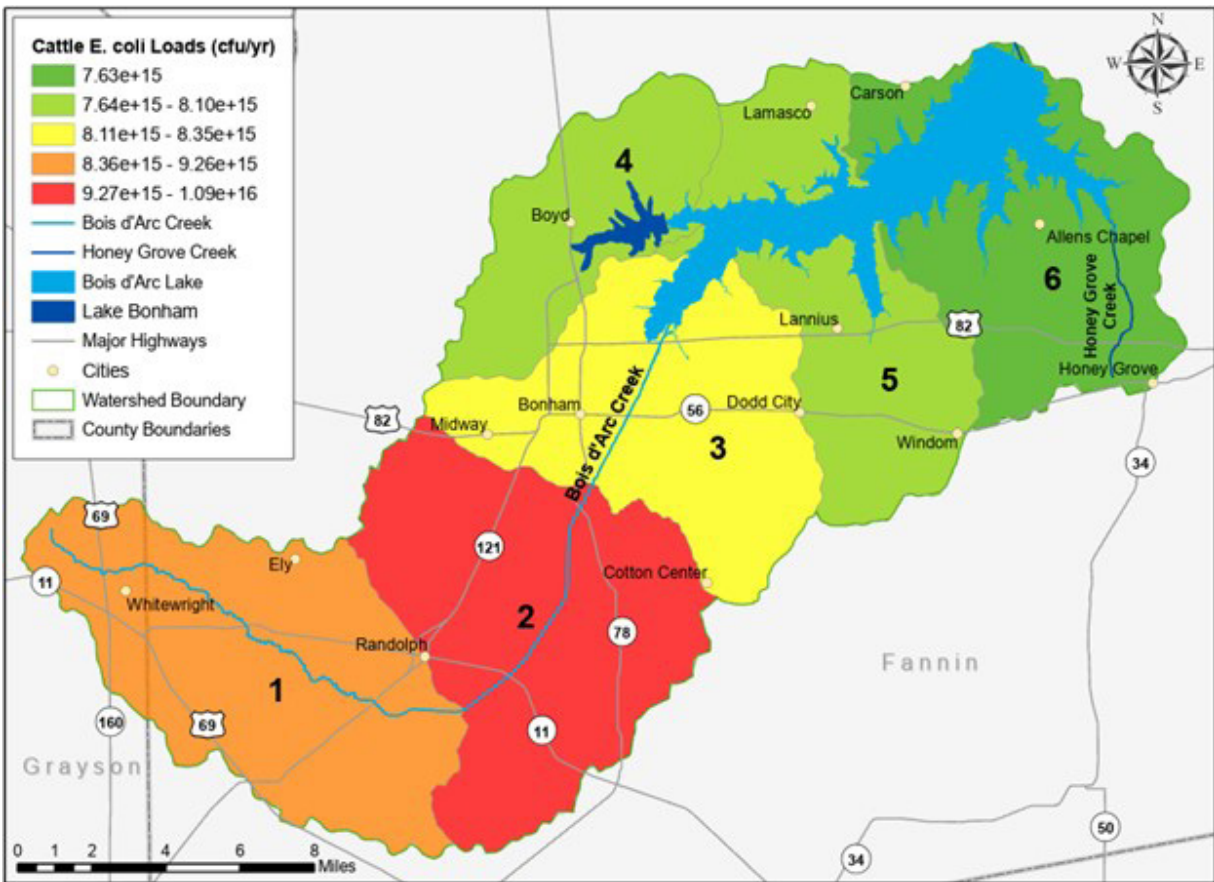 Cattle E. coli Loads (cfu/yr)
7.63e+15
7.64e+15 - 8.10e+15
8.11e+15 - 8.35e+15
8.36e+15 - 9.26e+15
9.27e+15 - 1.09e+16
Bois d'Arc Creek
Honey Grove Creek
Bois d'Arc Lake
Lake Bonham
Major Highways
Cities
Watershed Boundary
County Boundaries
N
W E
S
Carson
Lamasco
4
Boyd
Allens Chapel
6
Honey Grove
Creek
Lannius
82
Honey Grove
5
Bois d'Arc Creek
Bonham
56
Dodd City
82
Midway
3
Windom
34
69
121
Ely
11
Cotton Center
Whitewright
2
78
Randolph
Fannin
1
160
69
11
Grayson
50
34
0 1 2 4 6 8
Miles